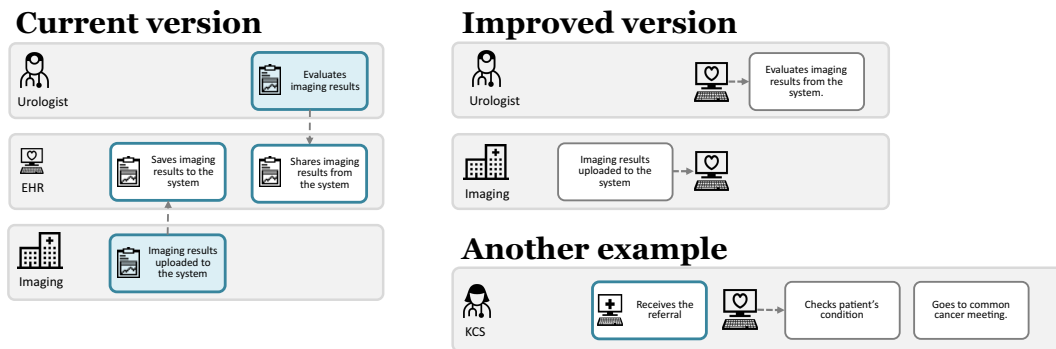 Current version
Urologist
Evaluates
imaging results
EHR
Saves imaging
results to the
system
Shares imaging
results from
the system
Imaging
Imaging results
uploaded to
the system
Improved version
Urologist
Evaluates imaging
results from the
system.
Imaging
Imaging results
uploaded to the
system
Another example
KCS
Receives the
referral
Checks patient's
condition
Goes to common
cancer meeting.